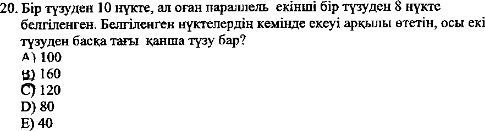 20. Бір түзуден 10 нүкте, ал оған параллель екінші бір түзуден 8 нүкте
белгіленген. Белгіленген нүктелердің кемінде екеуі арқылы өтетін, осы екі
түзуден басқа тағы қанша түзу бар?
A) 100
B) 160
C) 120
D) 80
E) 40